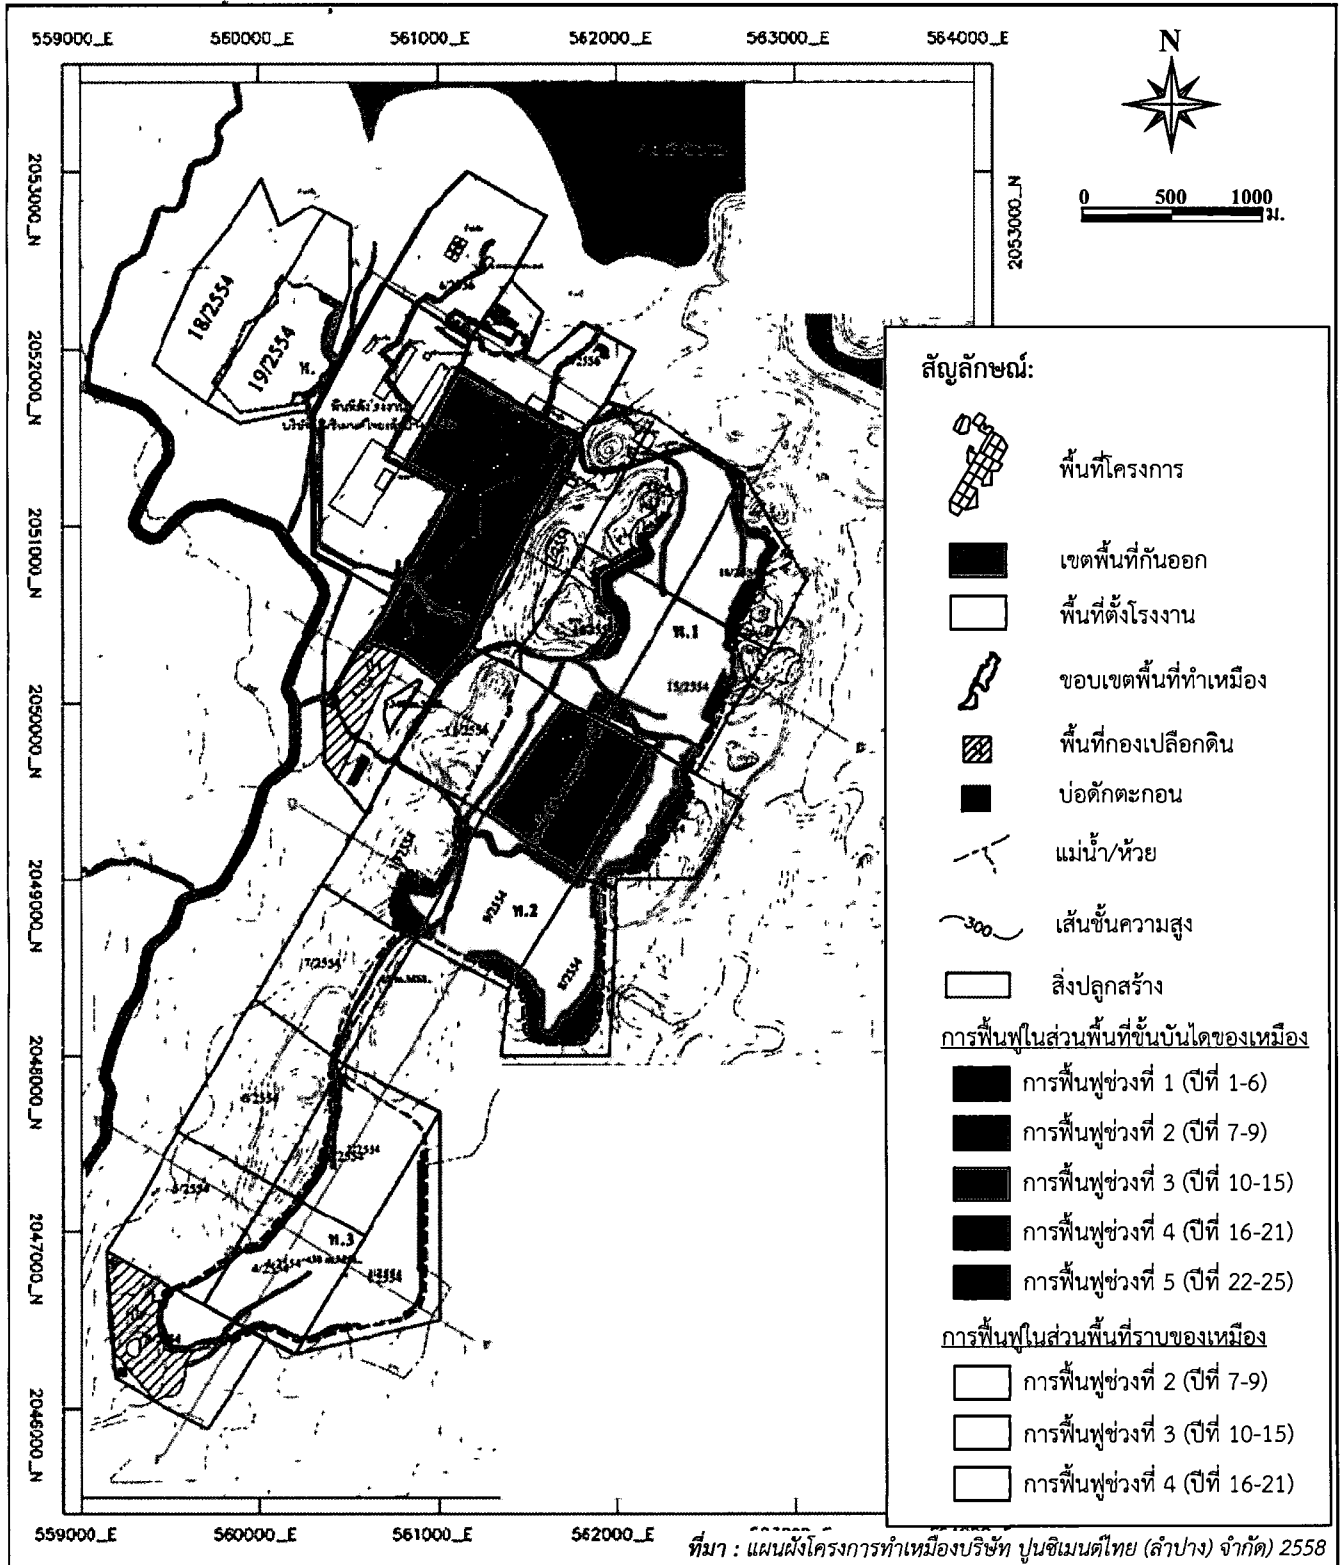 559000_E 560000_E 561000_E 562000_E 563000_E 564000_E
N
0 500 1000 ม.
2053000_N
2052000_N
2051000_N
2050000_N
2049000_N
2048000_N
2047000_N
2046000_N
2053000_N
18/2554
19/2554
ท.
ท.1
15/2554
9/2554
ท.2
8/2554
7/2554
6/2554
5/2554
ท.3
สัญลักษณ์:
พื้นที่โครงการ
เขตพื้นที่กันออก
พื้นที่ตั้งโรงงาน
ขอบเขตพื้นที่ทำเหมือง
พื้นที่กองเปลือกดิน
บ่อดักตะกอน
แม่น้ำ/ห้วย
300 เส้นชั้นความสูง
สิ่งปลูกสร้าง
การฟื้นฟูในส่วนพื้นที่ขั้นบันไดของเหมือง
การฟื้นฟูช่วงที่ 1 (ปีที่ 1-6)
การฟื้นฟูช่วงที่ 2 (ปีที่ 7-9)
การฟื้นฟูช่วงที่ 3 (ปีที่ 10-15)
การฟื้นฟูช่วงที่ 4 (ปีที่ 16-21)
การฟื้นฟูช่วงที่ 5 (ปีที่ 22-25)
การฟื้นฟูในส่วนพื้นที่ราบของเหมือง
การฟื้นฟูช่วงที่ 2 (ปีที่ 7-9)
การฟื้นฟูช่วงที่ 3 (ปีที่ 10-15)
การฟื้นฟูช่วงที่ 4 (ปีที่ 16-21)
559000_E 560000_E 561000_E 562000_E
ที่มา : แผนผังโครงการทำเหมืองบริษัท ปูนซิเมนต์ไทย (ลำปาง) จำกัด) 2558